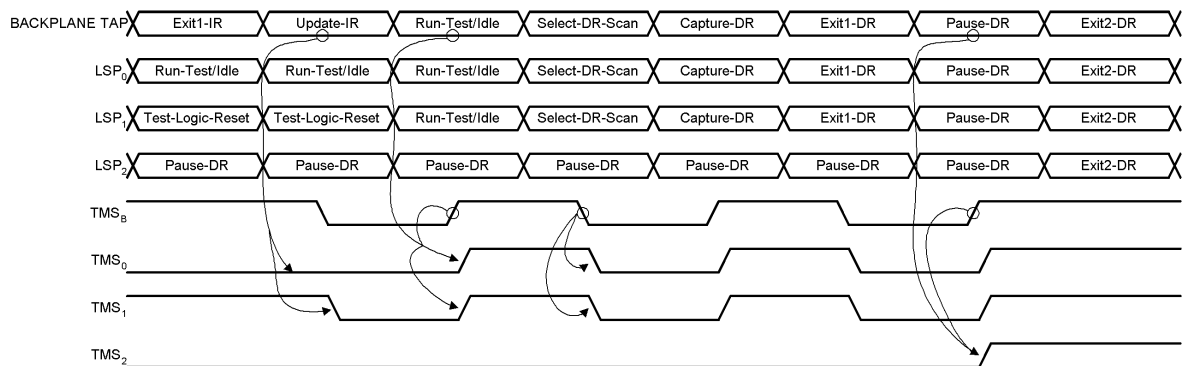 BACKPLANE TAP Exit1-IR Update-IR Run-Test/Idle Select-DR-Scan Capture-DR Exit1-DR Pause-DR Exit2-DR
LSP0 Run-Test/Idle Run-Test/Idle Run-Test/Idle Select-DR-Scan Capture-DR Exit1-DR Pause-DR Exit2-DR
LSP1 Test-Logic-Reset Test-Logic-Reset Run-Test/Idle Select-DR-Scan Capture-DR Exit1-DR Pause-DR Exit2-DR
LSP2 Pause-DR Pause-DR Pause-DR Pause-DR Pause-DR Pause-DR Pause-DR Exit2-DR
TMSB
TMS0
TMS1
TMS2